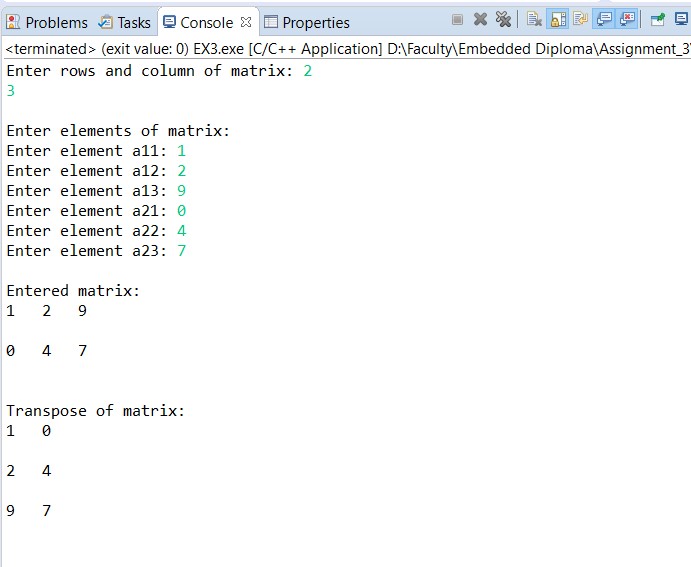 Problems Tasks Console Properties
<terminated> (exit value: 0) EX3.exe [C/C++ Application] D:\Faculty\Embedded Diploma\Assignment_3\
Enter rows and column of matrix: 2
3
Enter elements of matrix:
Enter element a11: 1
Enter element a12: 2
Enter element a13: 9
Enter element a21: 0
Enter element a22: 4
Enter element a23: 7
Entered matrix:
1 2 9
0 4 7
Transpose of matrix:
1 0
2 4
9 7